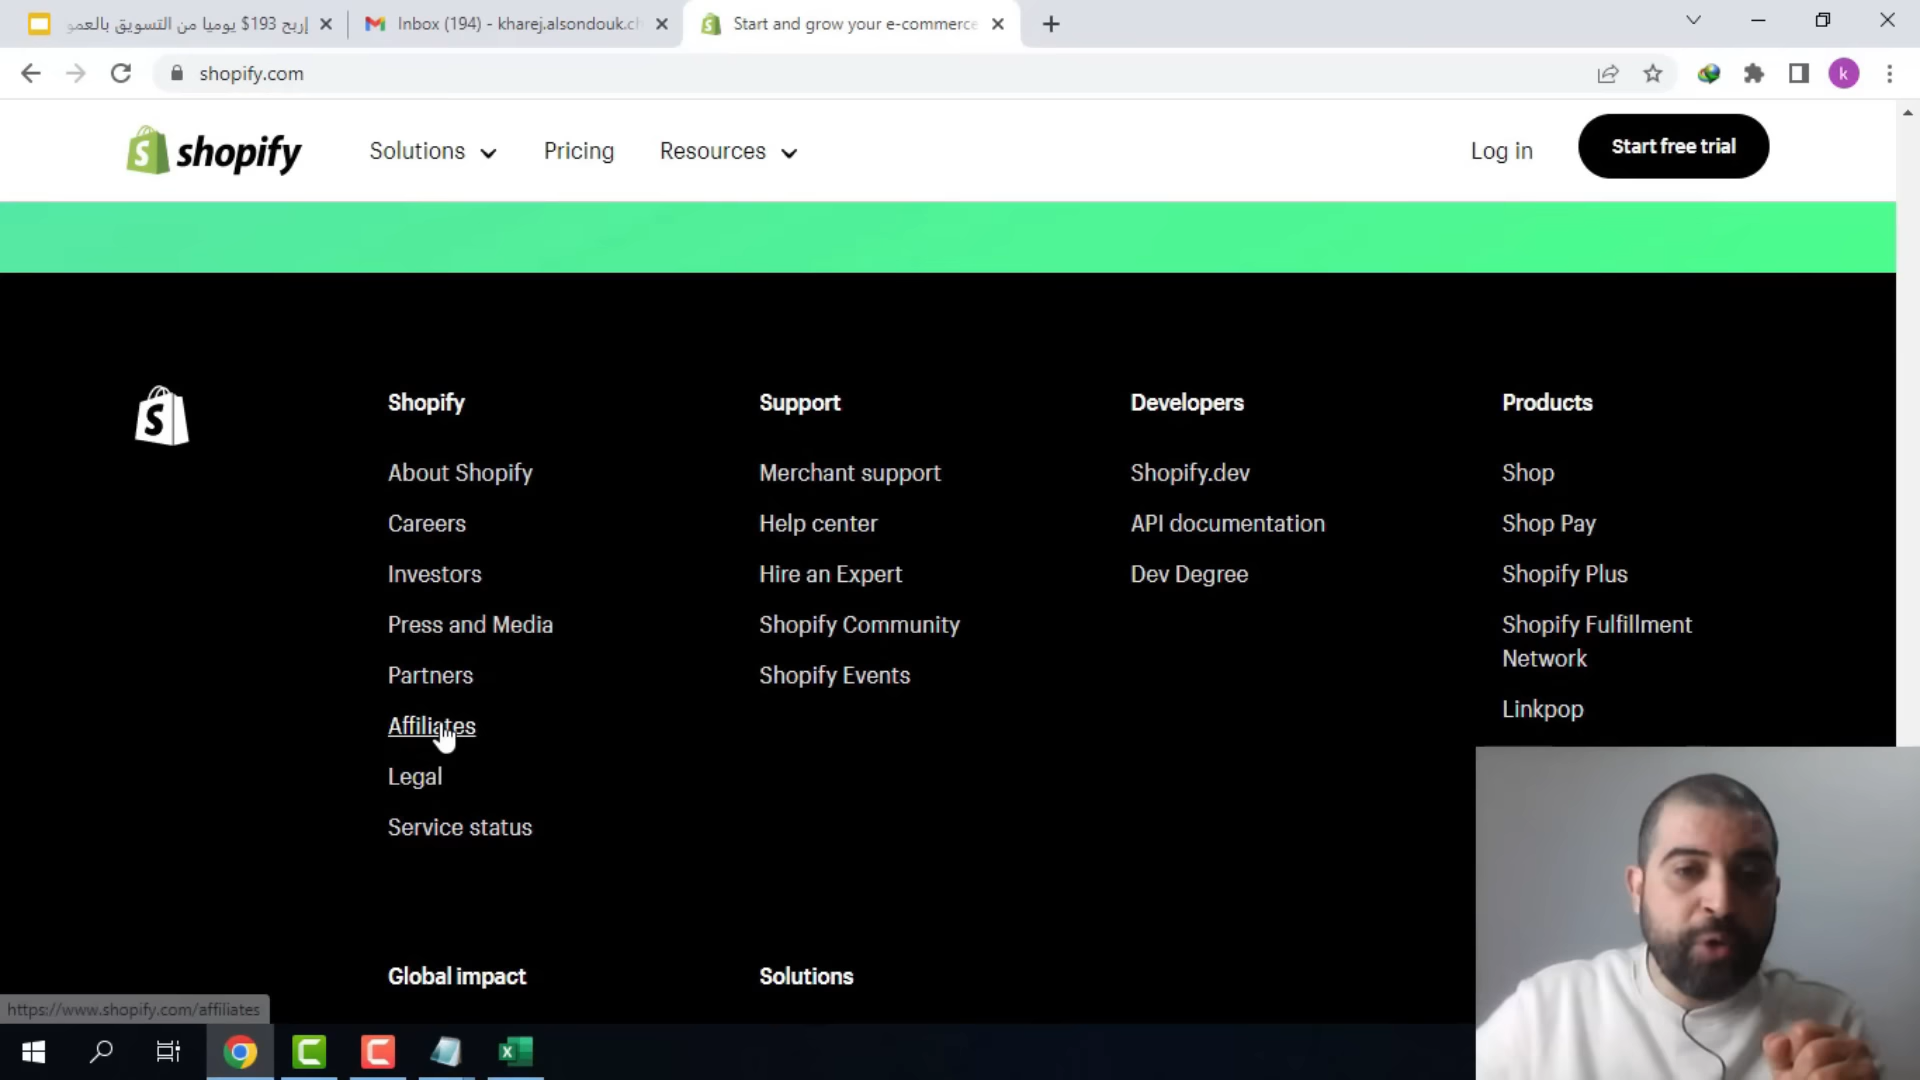 إربح 193$ يوميا من التسويق بالعمو
Inbox (194) - kharej.alsondouk.ch
Start and grow your e-commerce
shopify.com
k
shopify
Solutions
Pricing
Resources
Log in
Start free trial
Shopify
About Shopify
Careers
Investors
Press and Media
Partners
Affiliates
Legal
Service status
Support
Merchant support
Help center
Hire an Expert
Shopify Community
Shopify Events
Developers
Shopify.dev
API documentation
Dev Degree
Products
Shop
Shop Pay
Shopify Plus
Shopify Fulfillment
Network
Linkpop
Global impact
Solutions
https://www.shopify.com/affiliates